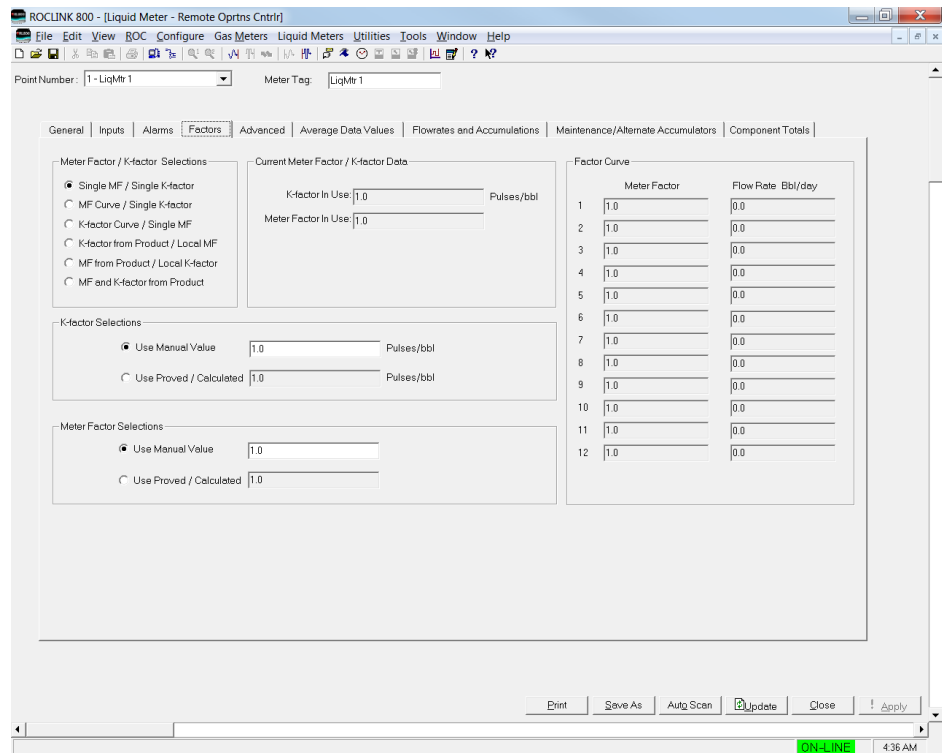 ROCLINK 800 - [Liquid Meter - Remote Oprtns Cntrlr]
File Edit View ROC Configure Gas Meters Liquid Meters Utilities Tools Window Help
Point Number: 1 - LiqMtr 1 Meter Tag: LiqMtr 1
General Inputs Alarms Factors Advanced Average Data Values Flowrates and Accumulations Maintenance/Alternate Accumulators Component Totals
Meter Factor / K-factor Selections
Single MF / Single K-factor
MF Curve / Single K-factor
K-factor Curve / Single MF
K-factor from Product / Local MF
MF from Product / Local K-factor
MF and K-factor from Product
Current Meter Factor / K-factor Data
K-factor In Use: 1.0 Pulses/bbl
Meter Factor In Use: 1.0
K-factor Selections
Use Manual Value 1.0 Pulses/bbl
Use Proved / Calculated 1.0 Pulses/bbl
Meter Factor Selections
Use Manual Value 1.0
Use Proved / Calculated 1.0
Factor Curve
Meter Factor Flow Rate Bbl/day
1 1.0 0.0
2 1.0 0.0
3 1.0 0.0
4 1.0 0.0
5 1.0 0.0
6 1.0 0.0
7 1.0 0.0
8 1.0 0.0
9 1.0 0.0
10 1.0 0.0
11 1.0 0.0
12 1.0 0.0
Print Save As Auto Scan Update Close ! Apply
ON-LINE 4:36 AM